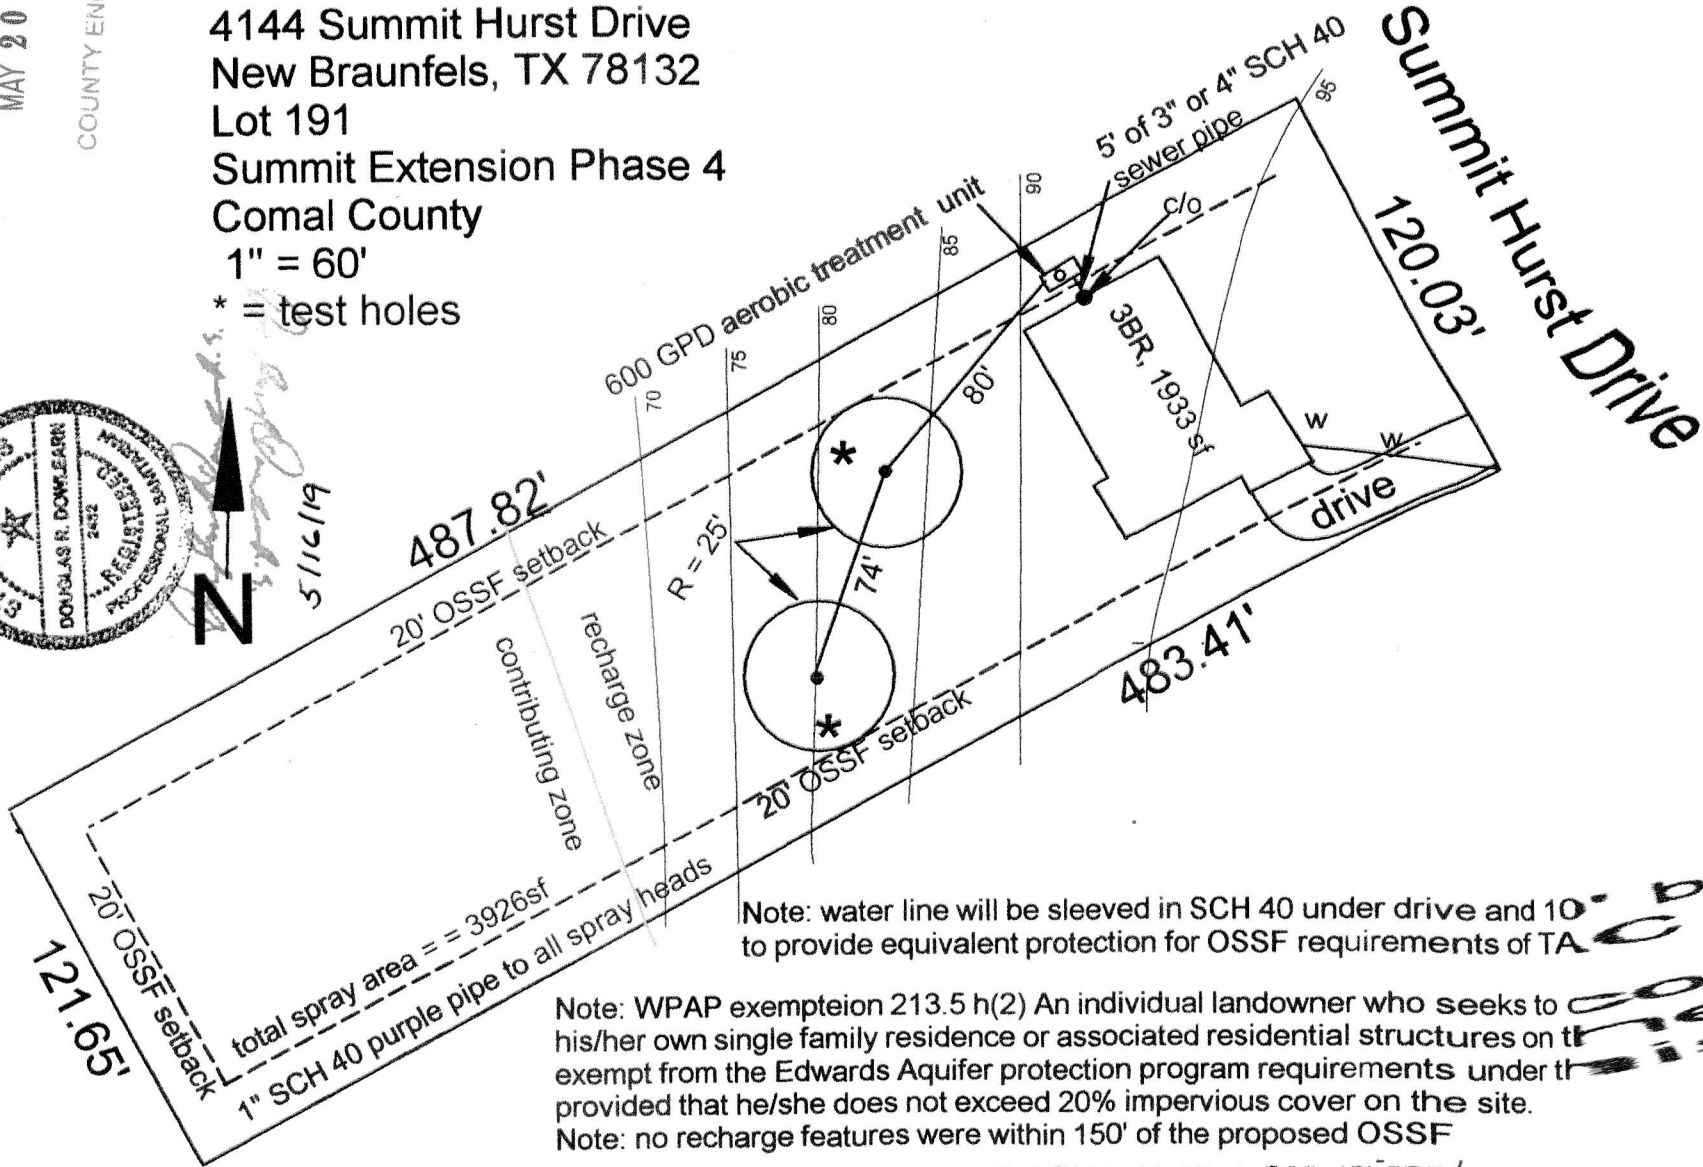 MAY 20
COUNTY EN
4144 Summit Hurst Drive
New Braunfels, TX 78132
Lot 191
Summit Extension Phase 4
Comal County
1" = 60'
* = test holes
DOUGLAS R. DOWLEARN
2432
REGISTERED
PROFESSIONAL SANITARIAN
N
5/16/19
Summit Hurst Drive
120.03'
5' of 3" or 4" SCH 40
sewer pipe
c/o
95
90
85
80
75
70
600 GPD aerobic treatment unit
80'
3BR, 1933 sf
W
W
drive
487.82'
20' OSSF setback
R = 25'
74'
*
*
recharge zone
contributing zone
483.41'
20' OSSF setback
20' OSSF setback
121.65'
total spray area = = 3926sf
1" SCH 40 purple pipe to all spray heads
Note: water line will be sleeved in SCH 40 under drive and 10'
to provide equivalent protection for OSSF requirements of TAC
Note: WPAP exempteion 213.5 h(2) An individual landowner who seeks to
his/her own single family residence or associated residential structures on
exempt from the Edwards Aquifer protection program requirements under
provided that he/she does not exceed 20% impervious cover on the site.
Note: no recharge features were within 150' of the proposed OSSF